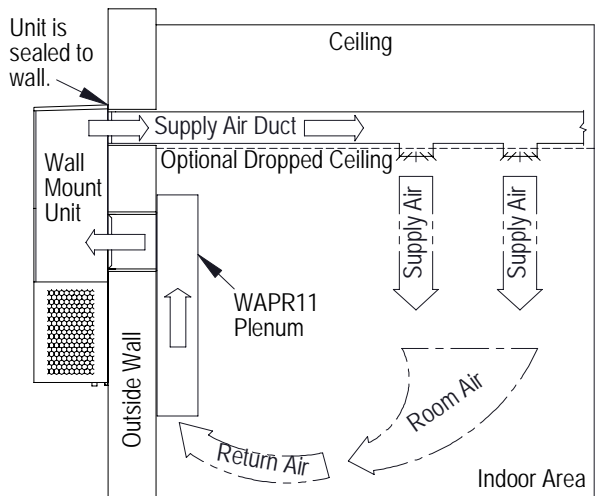 Unit is
sealed to
wall.
Ceiling
Supply Air Duct
Optional Dropped Ceiling
Wall
Mount
Unit
Supply Air
Supply Air
WAPR11
Plenum
Outside Wall
Room Air
Return Air
Indoor Area